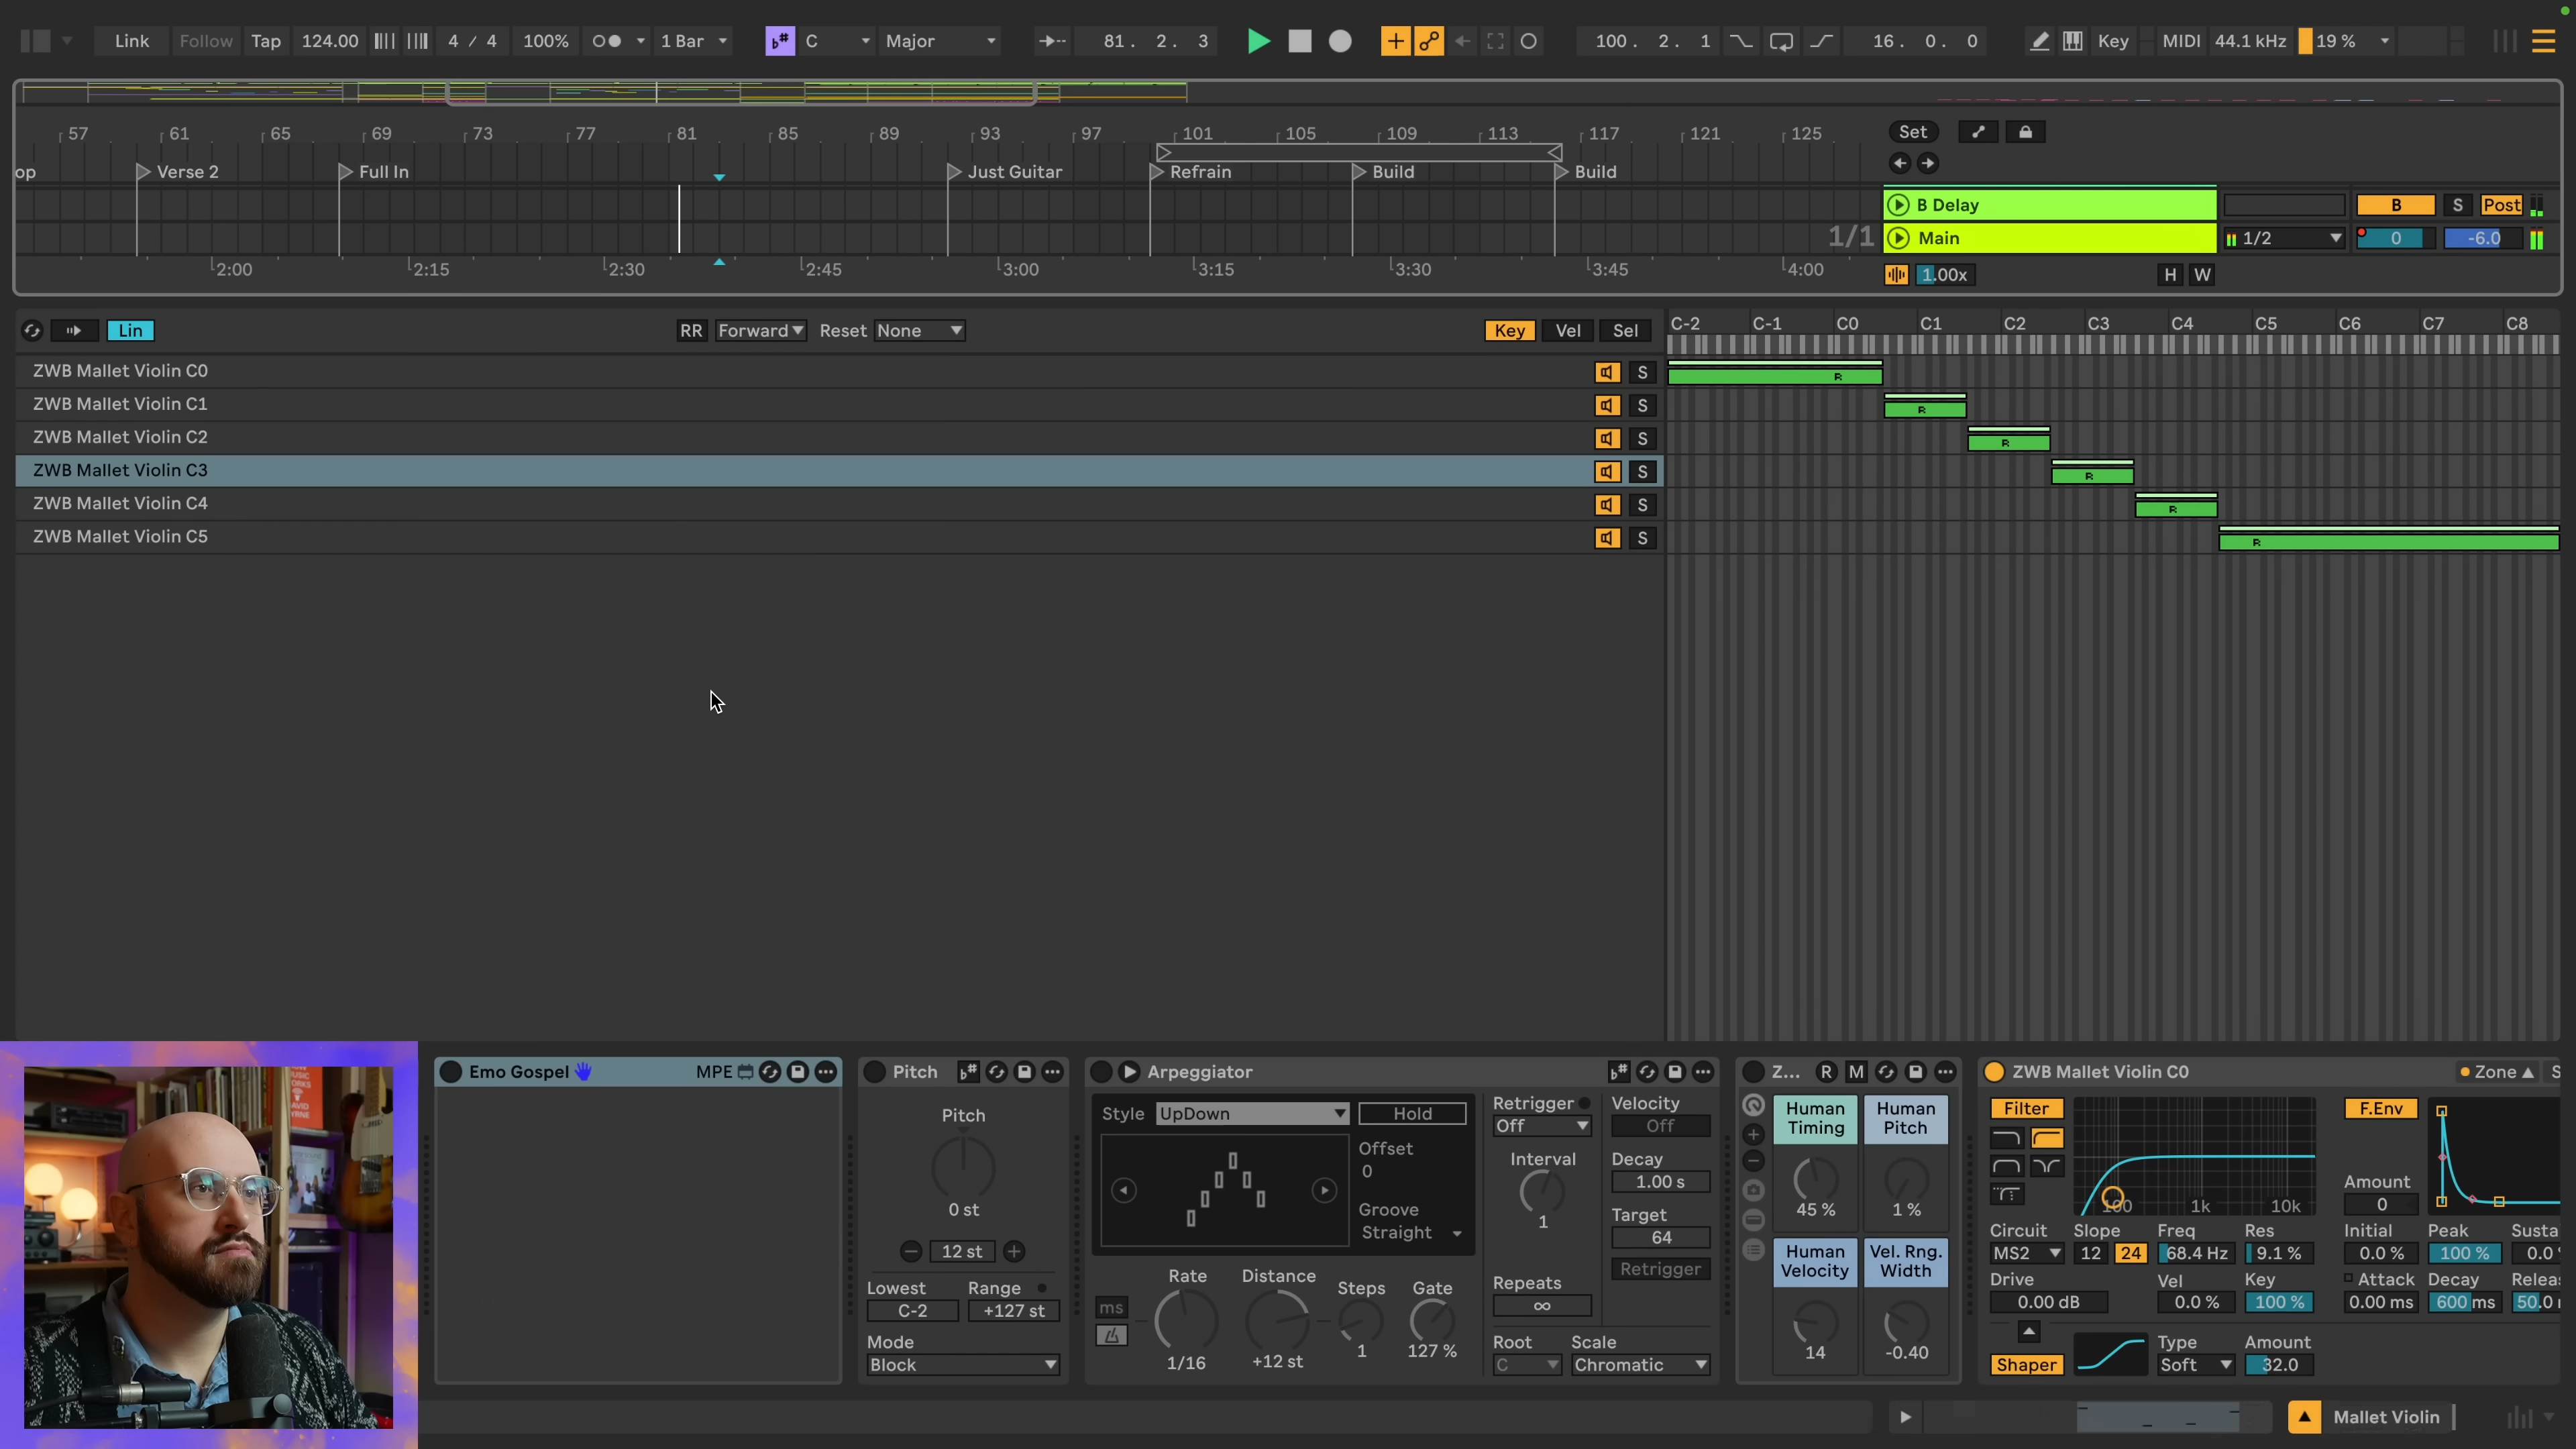 Link Follow Tap 124.00 4 / 4 100% 1 Bar C Major 81. 2. 3 100. 2. 1 16. 0. 0 Key MIDI 44.1 kHz 19 %
57 61 65 69 73 77 81 85 89 93 97 101 105 109 113 117 121 125 Set
op Verse 2 Full In Just Guitar Refrain Build Build
B Delay B S Post
1/1 Main 1/2 0 -6.0
2:00 2:15 2:30 2:45 3:00 3:15 3:30 3:45 4:00 1.00x H W
Lin RR Forward Reset None Key Vel Sel C-2 C-1 C0 C1 C2 C3 C4 C5 C6 C7 C8
ZWB Mallet Violin C0 S R
ZWB Mallet Violin C1 S R
ZWB Mallet Violin C2 S R
ZWB Mallet Violin C3 S R
ZWB Mallet Violin C4 S R
ZWB Mallet Violin C5 S R
Emo Gospel MPE
Pitch
Pitch
0 st
12 st
Lowest Range
C-2 +127 st
Mode
Block
Arpeggiator
Style UpDown Hold
Offset
0
Groove
Straight
Rate Distance Steps Gate
ms
1/16 +12 st 1 127 %
Retrigger Velocity
Off Off
Interval Decay
1.00 s
Target
1 64
Retrigger
Repeats
∞
Root Scale
C Chromatic
Z... R M
Human Timing
Human Pitch
45 % 1 %
Human Velocity
Vel. Rng. Width
14 -0.40
ZWB Mallet Violin C0 Zone S
Filter F.Env
Amount
100 1k 10k 0
Circuit Slope Freq Res Initial Peak Susta
MS2 12 24 68.4 Hz 9.1 % 0.0 % 100 % 0.0
Drive Vel Key Attack Decay Relea
0.00 dB 0.0 % 100 % 0.00 ms 600 ms 50.0
Type Amount
Shaper Soft 32.0
Mallet Violin